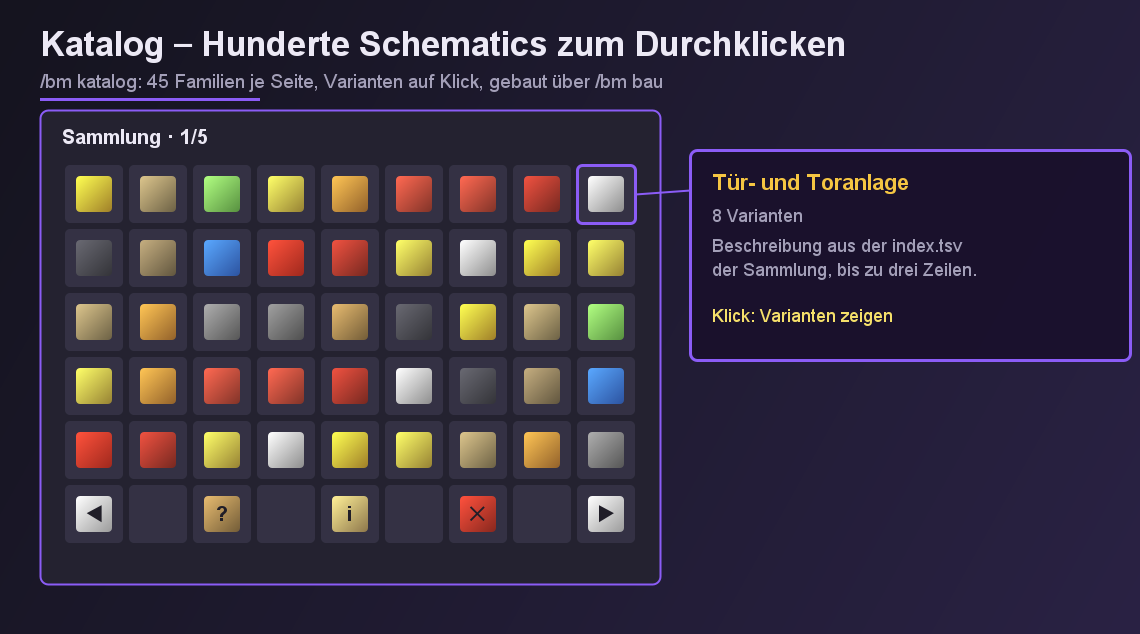 Katalog – Hunderte Schematics zum Durchklicken
/bm katalog: 45 Familien je Seite, Varianten auf Klick, gebaut über /bm bau
Sammlung · 1/5
Tür- und Toranlage
8 Varianten
Beschreibung aus der index.tsv
der Sammlung, bis zu drei Zeilen.
Klick: Varianten zeigen
? i